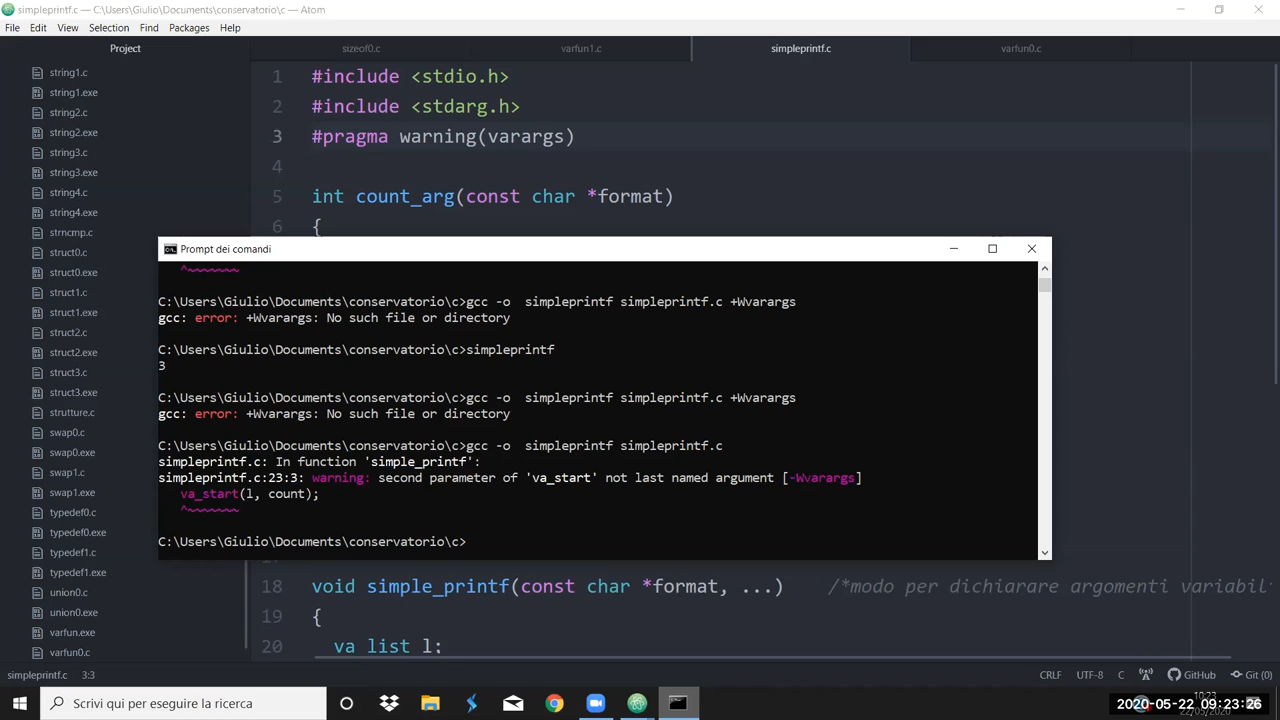 simpleprintf.c — C:\Users\Giulio\Documents\conservatorio\c — Atom
File Edit View Selection Find Packages Help
Project
sizeof0.c
varfun1.c
simpleprintf.c
varfun0.c
string1.c
string1.exe
string2.c
string2.exe
string3.c
string3.exe
string4.c
string4.exe
strncmp.c
struct0.c
struct0.exe
struct1.c
struct1.exe
struct2.c
struct2.exe
struct3.c
struct3.exe
strutture.c
swap0.c
swap0.exe
swap1.c
swap1.exe
typedef0.c
typedef0.exe
typedef1.c
typedef1.exe
union0.c
union0.exe
varfun.exe
varfun0.c
1 #include <stdio.h>
2 #include <stdarg.h>
3 #pragma warning(varargs)
4
5 int count_arg(const char *format)
6 {
Prompt dei comandi
^~~~~~~~
C:\Users\Giulio\Documents\conservatorio\c>gcc -o  simpleprintf simpleprintf.c +Wvarargs
gcc: error: +Wvarargs: No such file or directory
C:\Users\Giulio\Documents\conservatorio\c>simpleprintf
3
C:\Users\Giulio\Documents\conservatorio\c>gcc -o  simpleprintf simpleprintf.c +Wvarargs
gcc: error: +Wvarargs: No such file or directory
C:\Users\Giulio\Documents\conservatorio\c>gcc -o  simpleprintf simpleprintf.c
simpleprintf.c: In function 'simple_printf':
simpleprintf.c:23:3: warning: second parameter of 'va_start' not last named argument [-Wvarargs]
va_start(l, count);
^~~~~~~~
C:\Users\Giulio\Documents\conservatorio\c>
18 void simple_printf(const char *format, ...) /*modo per dichiarare argomenti variabili
19 {
20 va_list l;
simpleprintf.c 3:3
CRLF UTF-8 C GitHub Git (0)
Scrivi qui per eseguire la ricerca
10:23
22/05/2020
2020-05-22 09:23:26